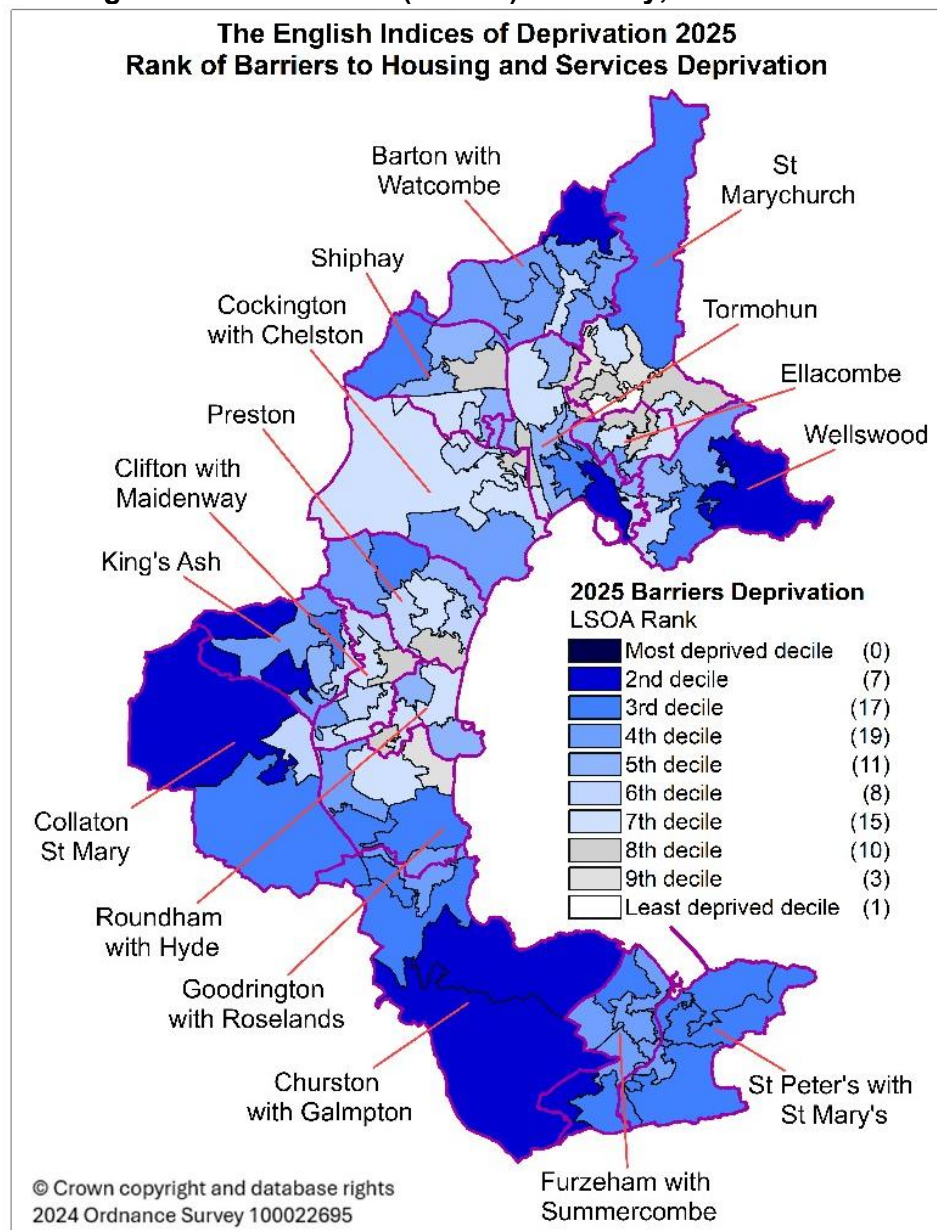 The English Indices of Deprivation 2025
Rank of Barriers to Housing and Services Deprivation
Barton with
Watcombe
St
Marychurch
Shiphay
Cockington
with Chelston
Tormohun
Ellacombe
Preston
Wellswood
Clifton with
Maidenway
King's Ash
2025 Barriers Deprivation
LSOA Rank
Most deprived decile (0)
2nd decile (7)
3rd decile (17)
4th decile (19)
5th decile (11)
6th decile (8)
7th decile (15)
8th decile (10)
9th decile (3)
Least deprived decile (1)
Collaton
St Mary
Roundham
with Hyde
Goodrington
with Roselands
Churston
with Galmpton
St Peter's with
St Mary's
Furzeham with
Summercombe
© Crown copyright and database rights
2024 Ordnance Survey 100022695